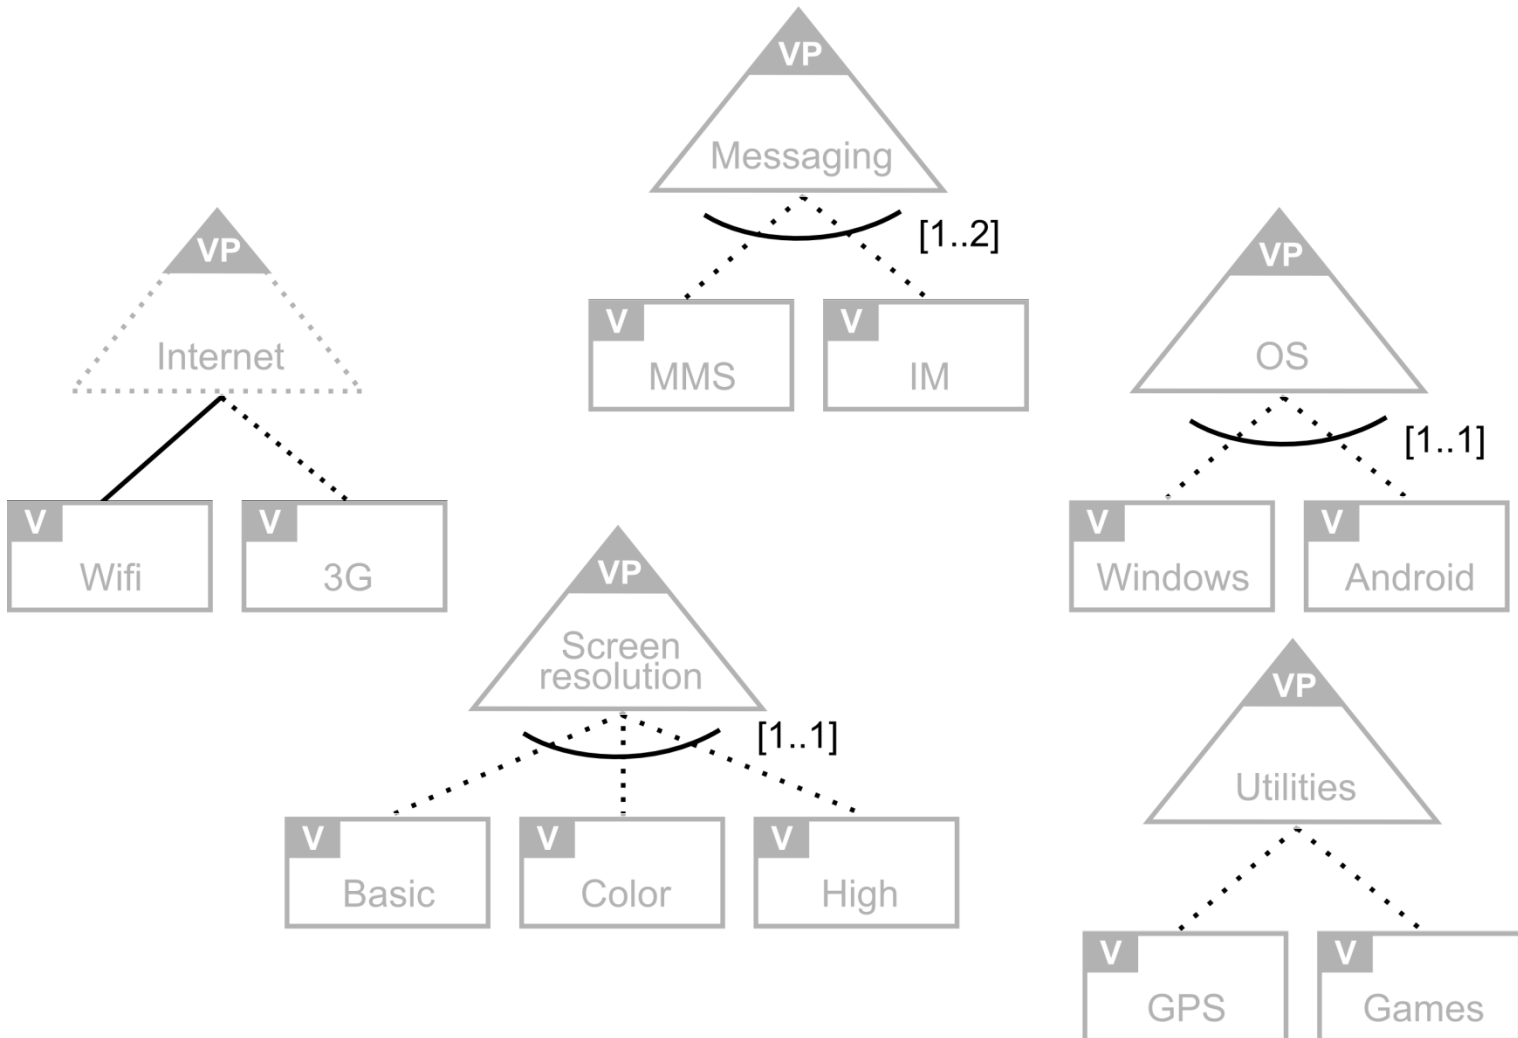 VP
Messaging
[1..2]
V
MMS
V
IM
VP
Internet
V
Wifi
V
3G
VP
OS
[1..1]
V
Windows
V
Android
VP
Screen
resolution
[1..1]
V
Basic
V
Color
V
High
VP
Utilities
V
GPS
V
Games